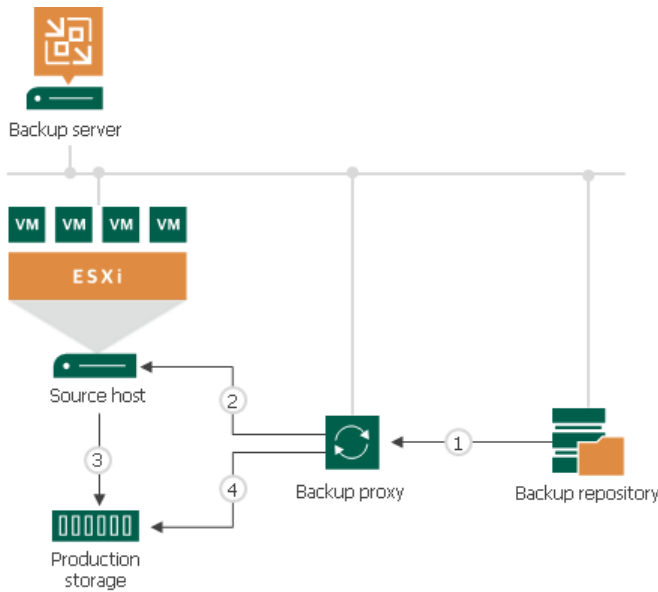 Backup server
VM VM VM VM
ESXi
Source host
2
1
3
4
Backup proxy
Backup repository
Production
storage